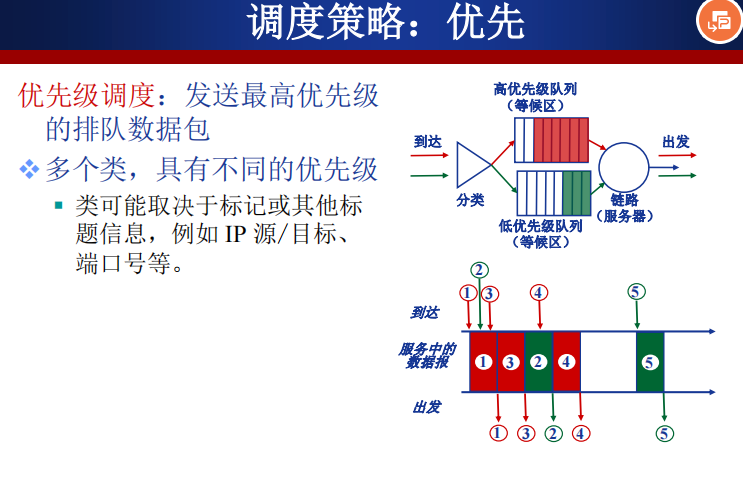 调度策略：优先
优先级调度：发送最高优先级
的排队数据包
❖多个类，具有不同的优先级
▪ 类可能取决于标记或其他标
题信息，例如 IP 源/目标、
端口号等。
高优先级队列
（等候区）
到达
出发
分类
链路
（服务器）
低优先级队列
（等候区）
2
1 3 4 5
到达
服务中的
数据报
1 3 2 4 5
出发
1 3 2 4 5